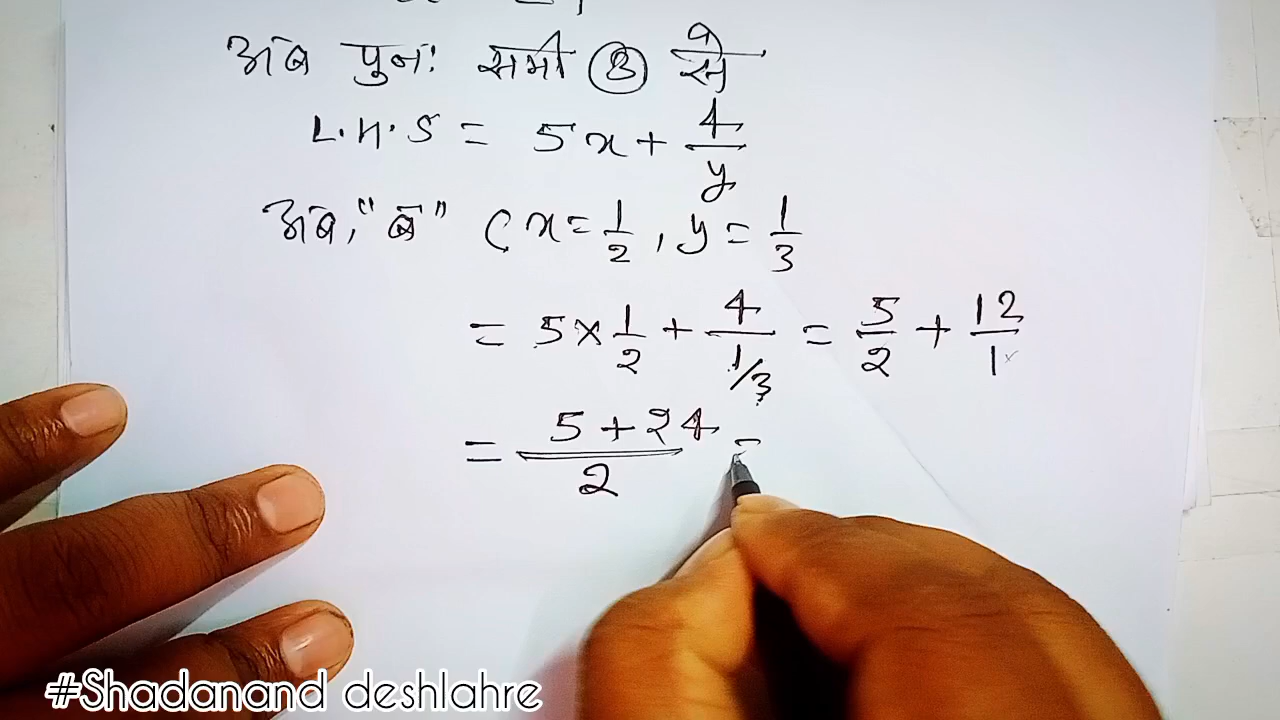 अब पुनः समी ③ से
L.H.S = 5x + 4/y
अब, "ब" (x = 1/2, y = 1/3
= 5 × 1/2 + 4/1/3 = 5/2 + 12/1
= 5 + 24/2 =
#Shadanand deshlahre